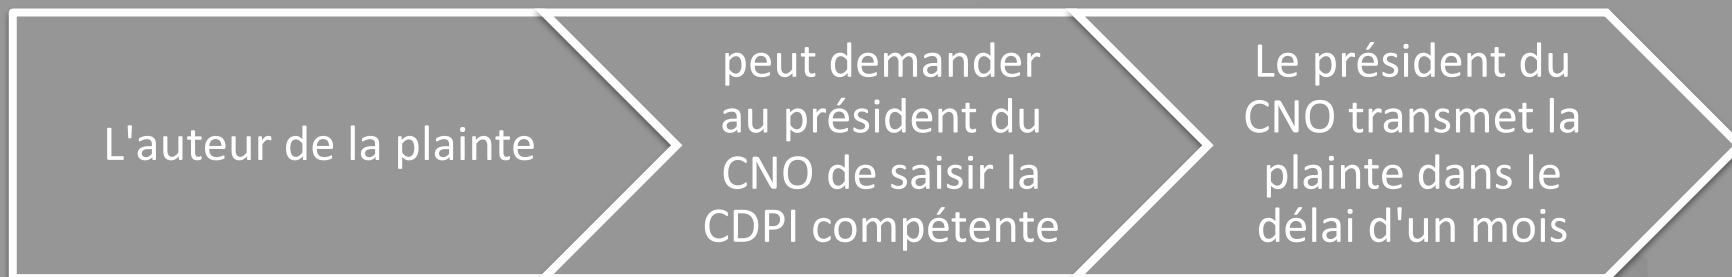 L'auteur de la plainte
peut demander
au président du
CNO de saisir la
CDPI compétente
Le président du
CNO transmet la
plainte dans le
délai d'un mois